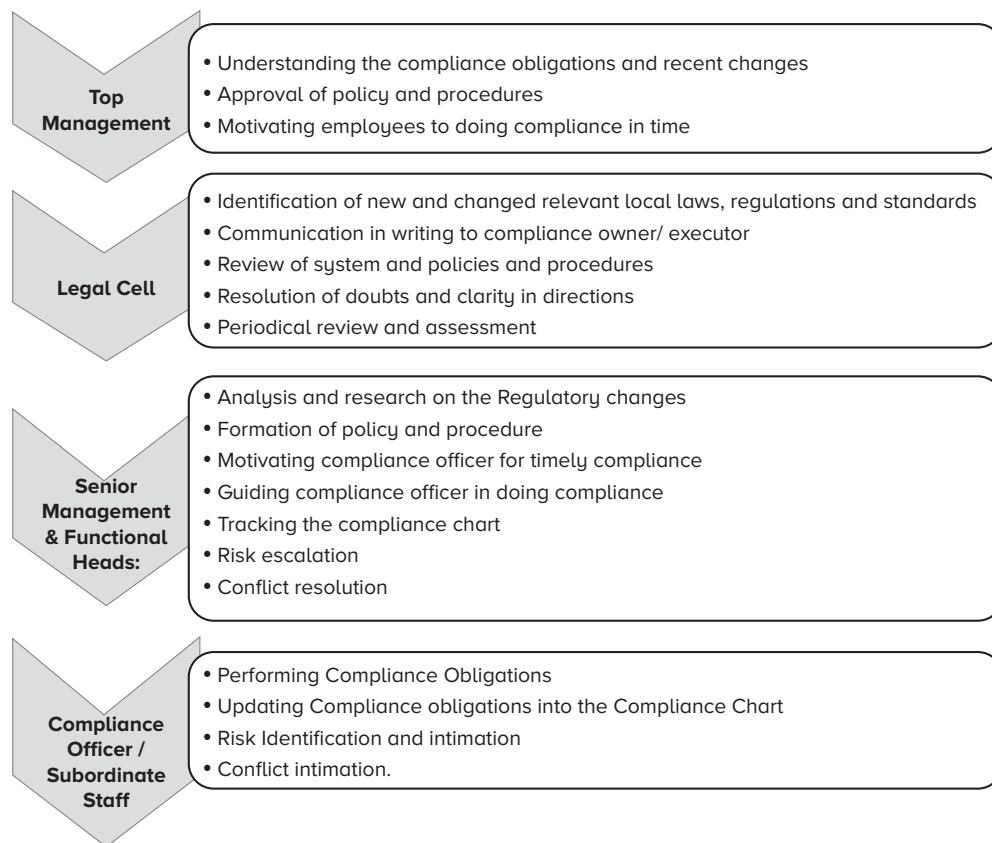 Top
Management
• Understanding the compliance obligations and recent changes
• Approval of policy and procedures
• Motivating employees to doing compliance in time
Legal Cell
• Identification of new and changed relevant local laws, regulations and standards
• Communication in writing to compliance owner/ executor
• Review of system and policies and procedures
• Resolution of doubts and clarity in directions
• Periodical review and assessment
Senior
Management
& Functional
Heads:
• Analysis and research on the Regulatory changes
• Formation of policy and procedure
• Motivating compliance officer for timely compliance
• Guiding compliance officer in doing compliance
• Tracking the compliance chart
• Risk escalation
• Conflict resolution
Compliance
Officer /
Subordinate
Staff
• Performing Compliance Obligations
• Updating Compliance obligations into the Compliance Chart
• Risk Identification and intimation
• Conflict intimation.